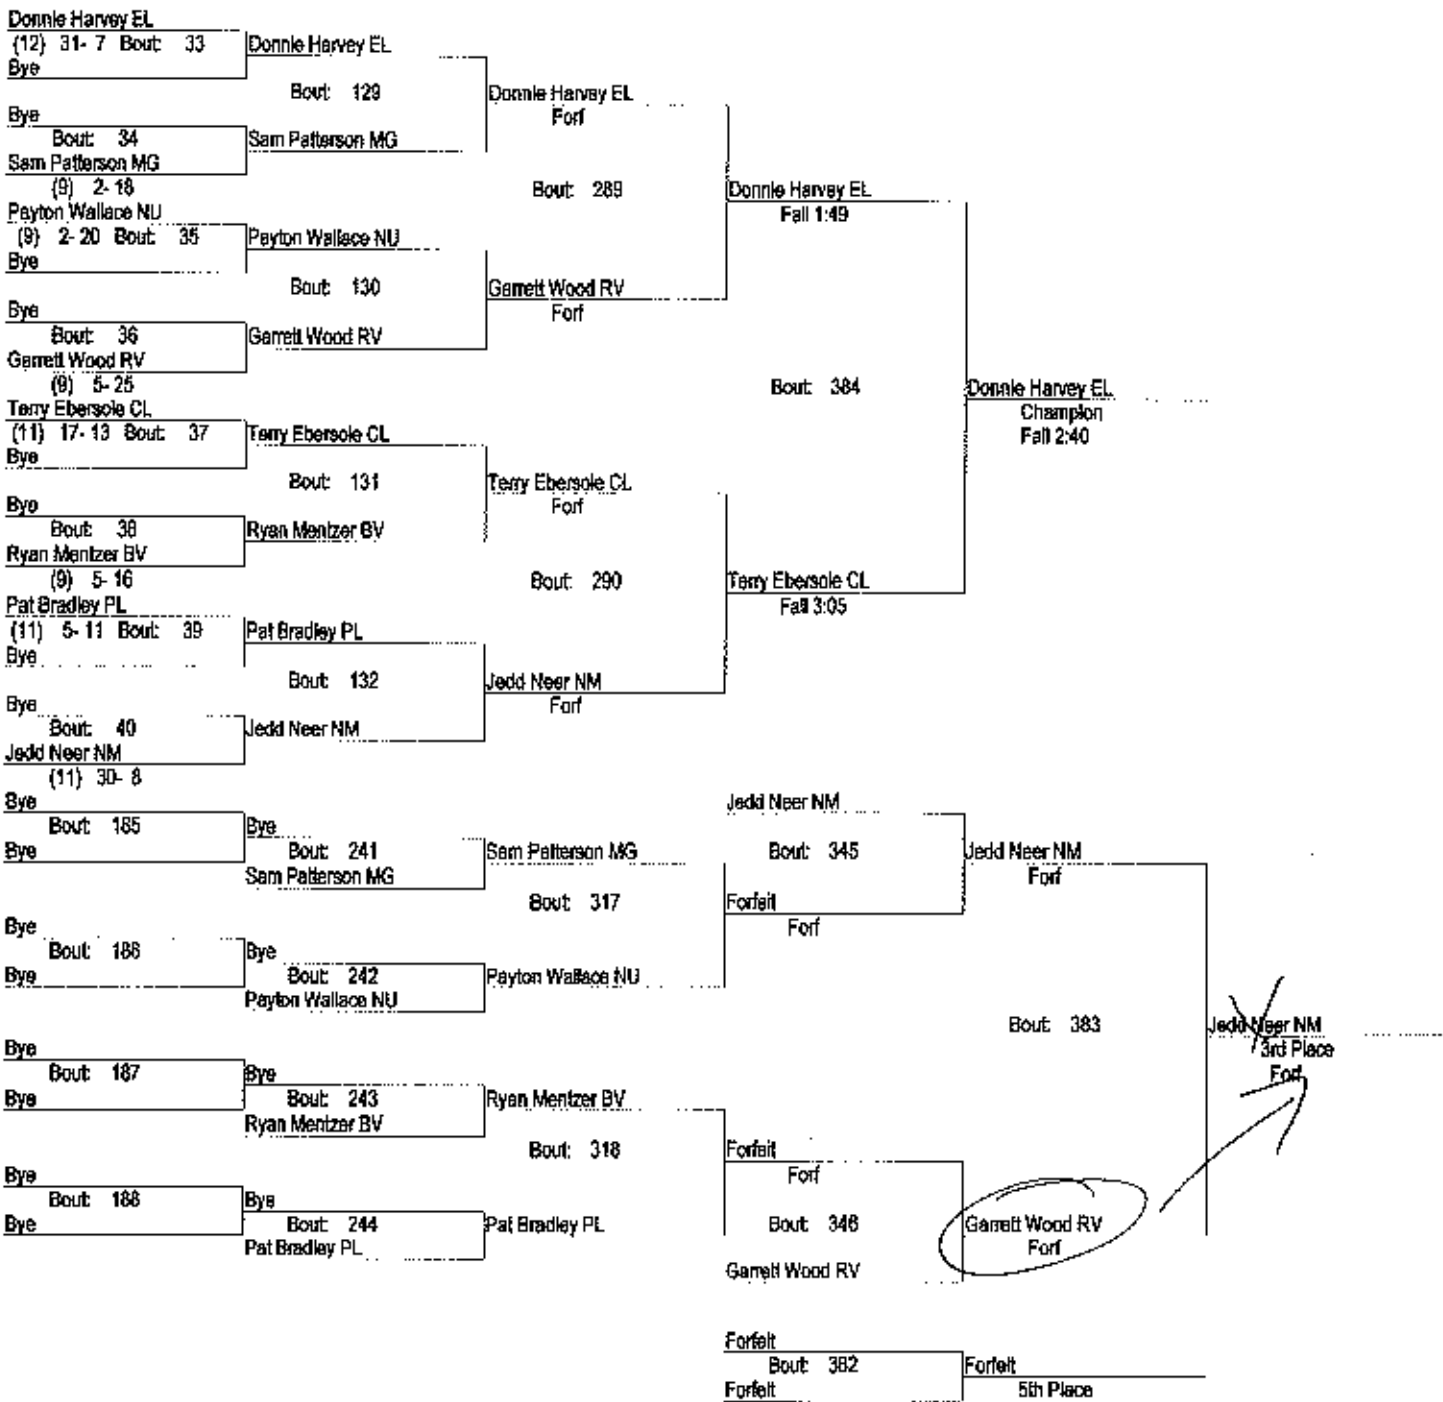 Donnie Harvey EL
(12) 31- 7 Bout: 33
Donnie Harvey EL
Bye
Bout: 129
Donnie Harvey EL
Forf
Bye
Bout: 34
Sam Patterson MG
Sam Patterson MG
(9) 2- 18
Bout: 289
Donnie Harvey EL
Fall 1:49
Payton Wallace NU
(9) 2- 20 Bout: 35
Payton Wallace NU
Bye
Bout: 130
Garrett Wood RV
Forf
Bye
Bout: 36
Garrett Wood RV
Garrett Wood RV
(9) 5- 25
Bout: 384
Donnie Harvey EL
Champion
Fall 2:40
Terry Ebersole CL
(11) 17- 13 Bout: 37
Terry Ebersole CL
Bye
Bout: 131
Terry Ebersole CL
Forf
Bye
Bout: 38
Ryan Mentzer BV
Ryan Mentzer BV
(9) 5- 16
Bout: 290
Terry Ebersole CL
Fall 3:05
Pat Bradley PL
(11) 5- 11 Bout: 39
Pat Bradley PL
Bye
Bout: 132
Jedd Neer NM
Forf
Bye
Bout: 40
Jedd Neer NM
Jedd Neer NM
(11) 30- 8
Bye
Bout: 185
Bye
Bye
Bout: 241
Sam Patterson MG
Sam Patterson MG
Jedd Neer NM
Bout: 345
Jedd Neer NM
Forf
Bout: 317
Forfeit
Forf
Bye
Bout: 186
Bye
Bye
Bout: 242
Payton Wallace NU
Payton Wallace NU
Bout: 383
Jedd Neer NM
3rd Place
Forf
Bye
Bout: 187
Bye
Bye
Bout: 243
Ryan Mentzer BV
Ryan Mentzer BV
Bout: 318
Forfeit
Forf
Bye
Bout: 188
Bye
Bye
Bout: 244
Pat Bradley PL
Pat Bradley PL
Bout: 346
Garrett Wood RV
Forf
Garrett Wood RV
Forfeit
Bout: 382
Forfeit
Forfeit
5th Place